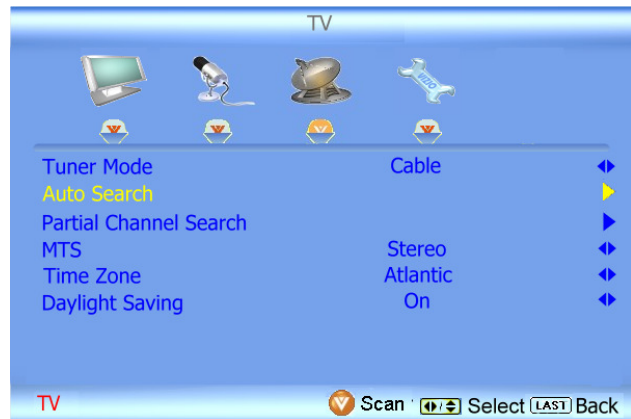 TV
VIZIO
Tuner Mode Cable
Auto Search
Partial Channel Search
MTS Stereo
Time Zone Atlantic
Daylight Saving On
TV Scan Select LAST Back